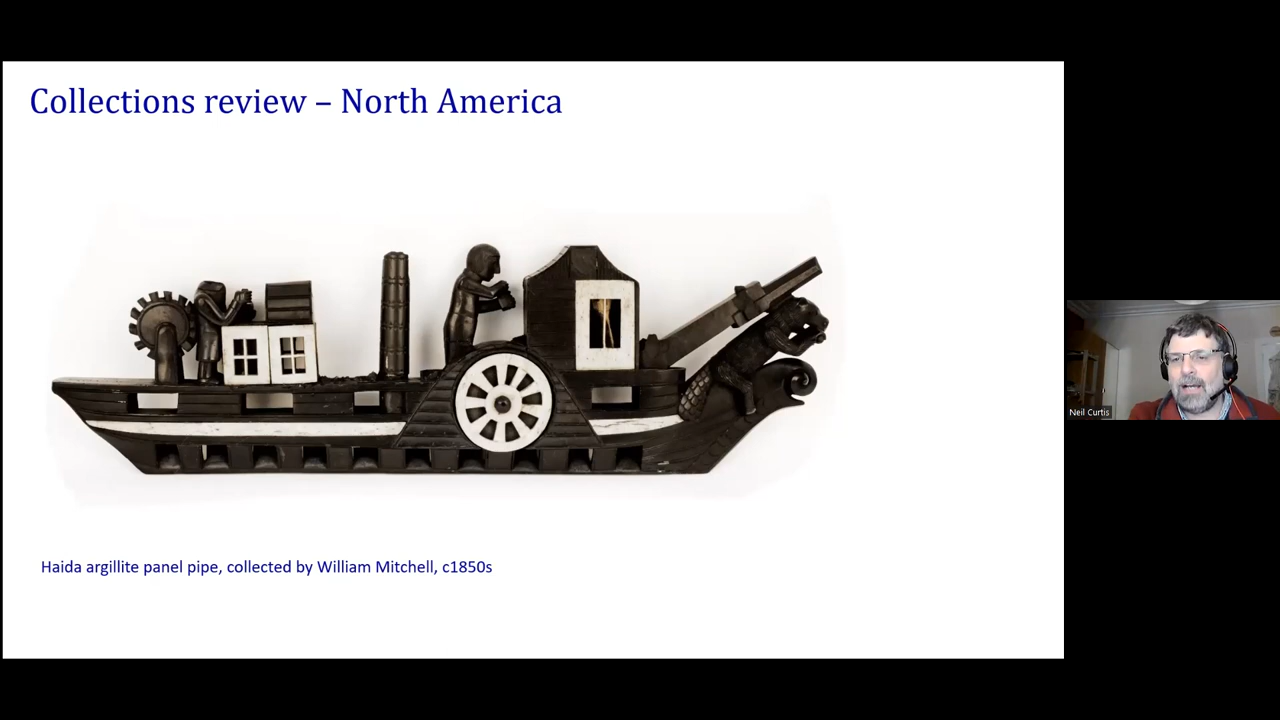 Collections review – North America
Haida argillite panel pipe, collected by William Mitchell, c1850s
Neil Curtis